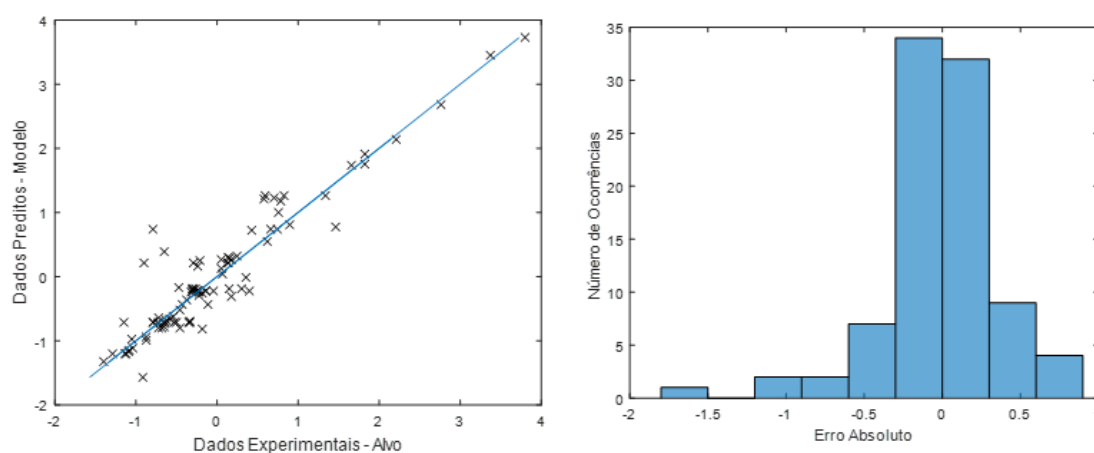 4
3
2
1
0
-1
-2
Dados Preditos - Modelo
-2 -1 0 1 2 3 4
Dados Experimentais - Alvo
35
30
25
20
15
10
5
0
Número de Ocorrências
-2 -1.5 -1 -0.5 0 0.5
Erro Absoluto